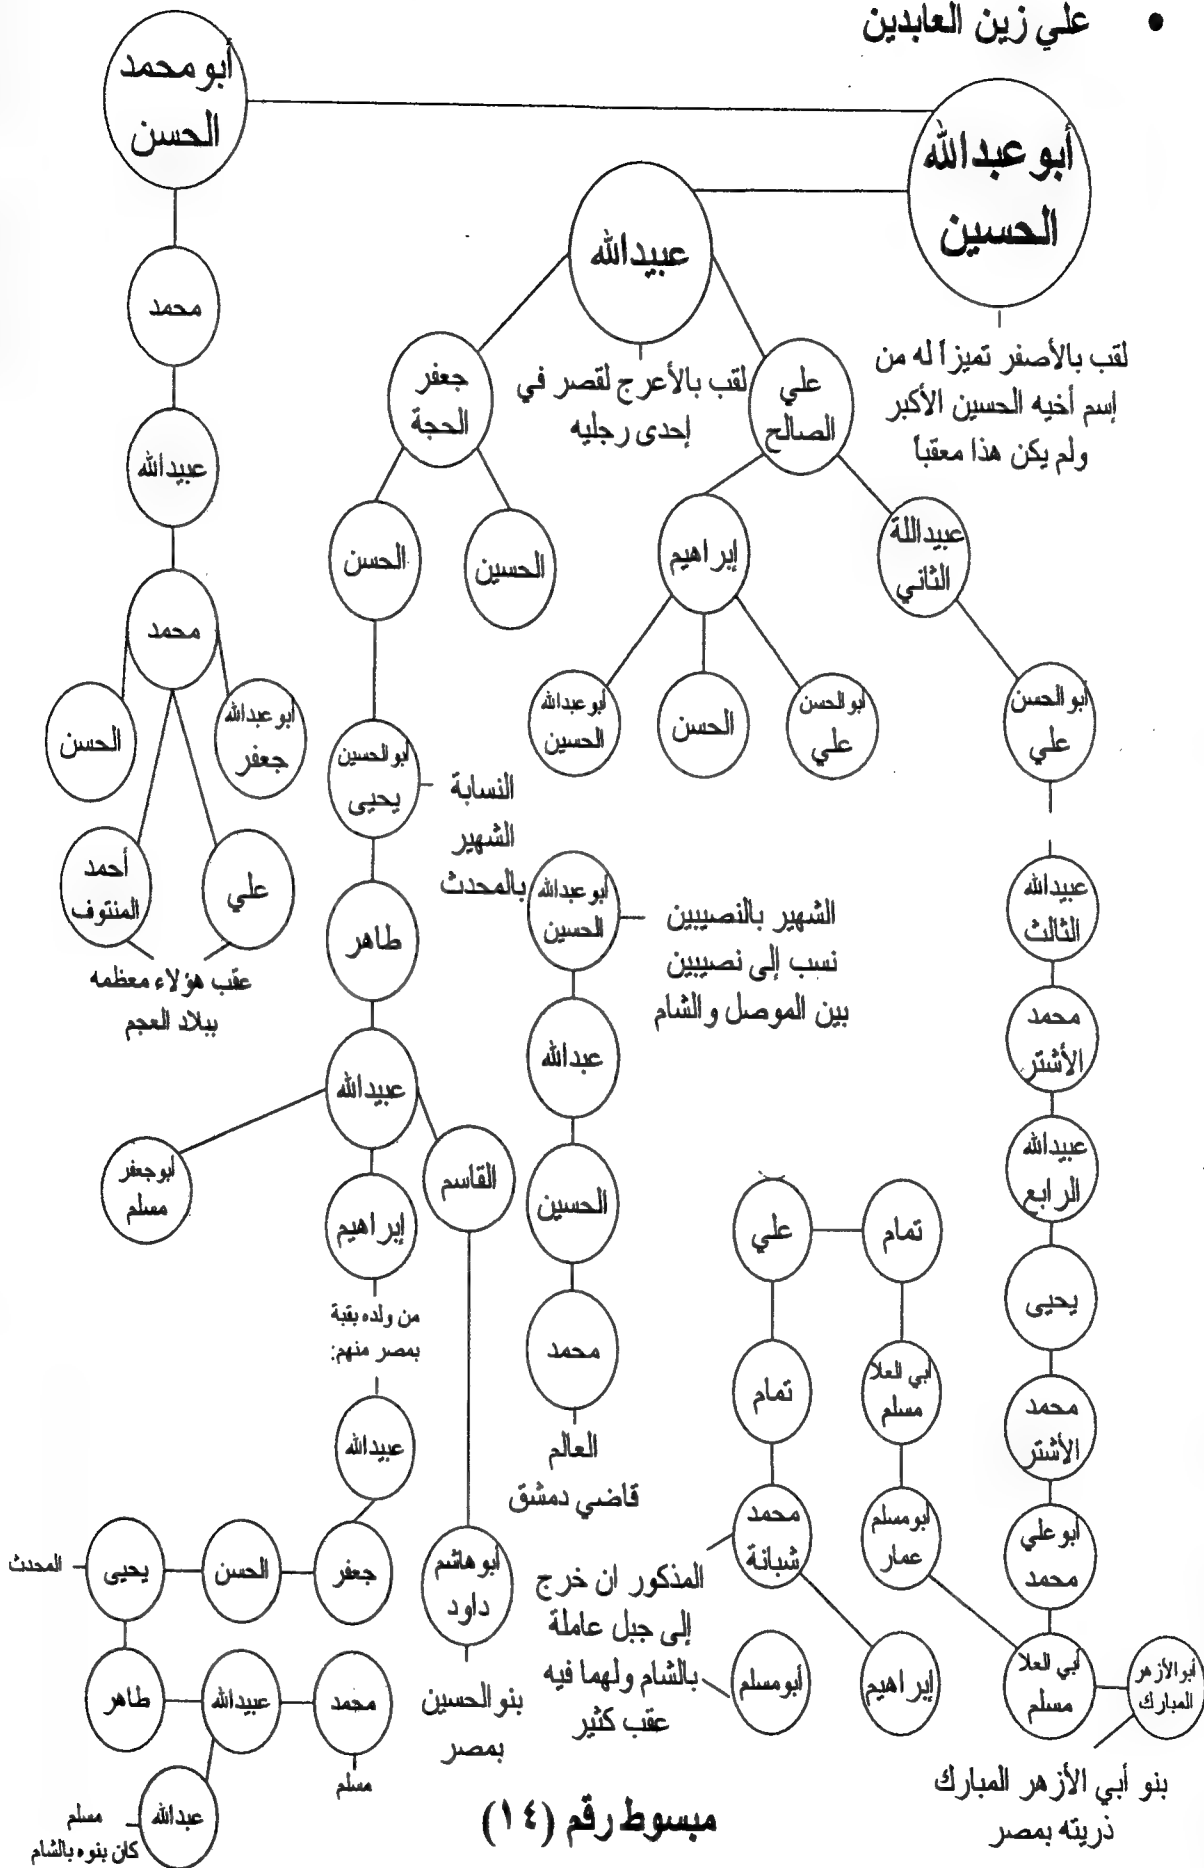 • علي زين العابدين
أبو عبدالله
الحسين
لقب بالأصفر تميزاً له من
إسم أخيه الحسين الأكبر
ولم يكن هذا معقباً
أبو محمد
الحسن
محمد
عبيدالله
محمد
أبو عبدالله
جعفر
الحسن
علي
أحمد
المنتوف
عقب هؤلاء معظمه
ببلاد العجم
عبيدالله
لقب بالأعرج لقصر في
إحدى رجليه
علي
الصالح
جعفر
الحجة
عبيداللة
الثاني
إبراهيم
أبو الحسن
علي
الحسن
أبو عبدالله
الحسين
أبو الحسن
علي
عبيدالله
الثالث
محمد
الأشتر
عبيدالله
الرابع
يحيى
محمد
الأشتر
أبو علي
محمد
أبي العلا
مسلم
أبو الأزهر
المبارك
بنو أبي الأزهر المبارك
ذريته بمصر
أبو مسلم
عمار
أبي العلا
مسلم
تمام
علي
تمام
محمد
شبانة
إبراهيم
أبو مسلم
المذكور ان خرج
إلى جبل عاملة
بالشام ولهما فيه
عقب كثير
أبو عبدالله
الحسين
الشهير بالنصيبين
نسب إلى نصيبين
بين الموصل والشام
عبدالله
الحسين
محمد
العالم
قاضي دمشق
الحسين
الحسن
أبو الحسين
يحيى
النسابة
الشهير
بالمحدث
طاهر
عبيدالله
القاسم
إبراهيم
أبو جعفر
مسلم
أبو هاشم
داود
بنو الحسين
بمصر
من ولده بقية
بمصر منهم:
عبيدالله
جعفر
الحسن
يحيى
المحدث
طاهر
عبيدالله
محمد
مسلم
عبدالله
مسلم
كان بنوه بالشام
مبسوط رقم (١٤)